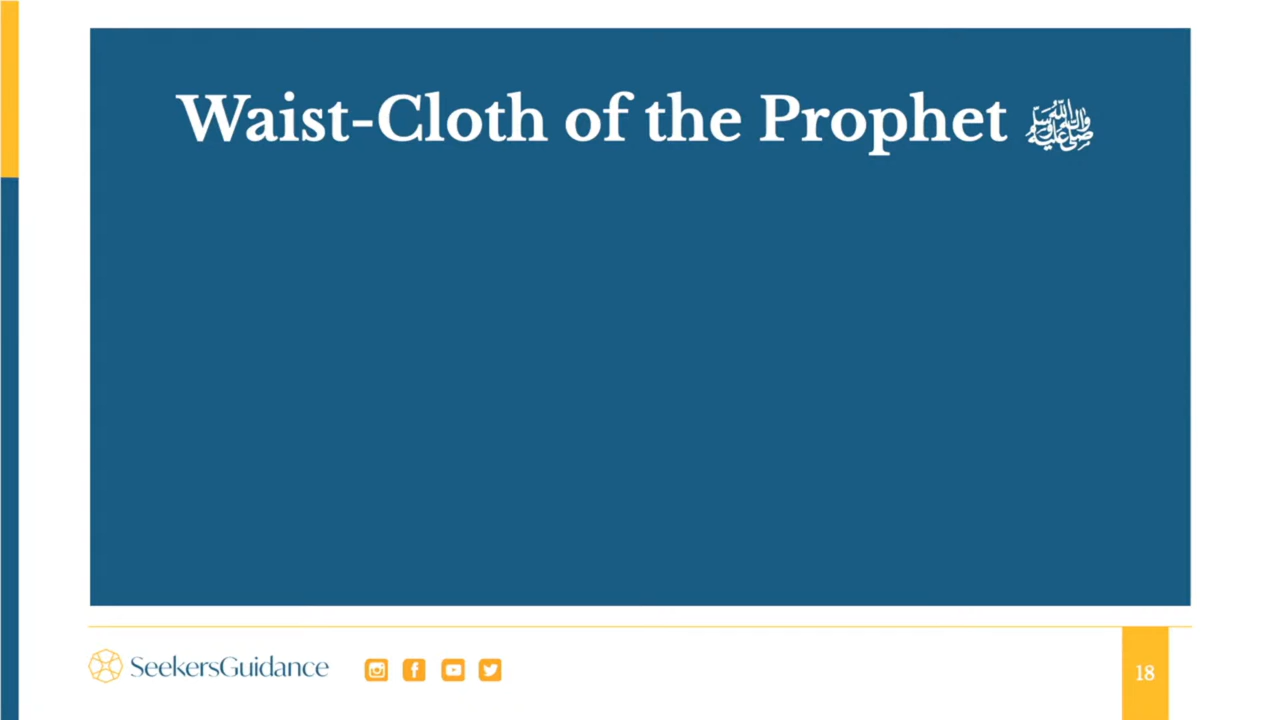 Waist-Cloth of the Prophet ﷺ
SeekersGuidance
18